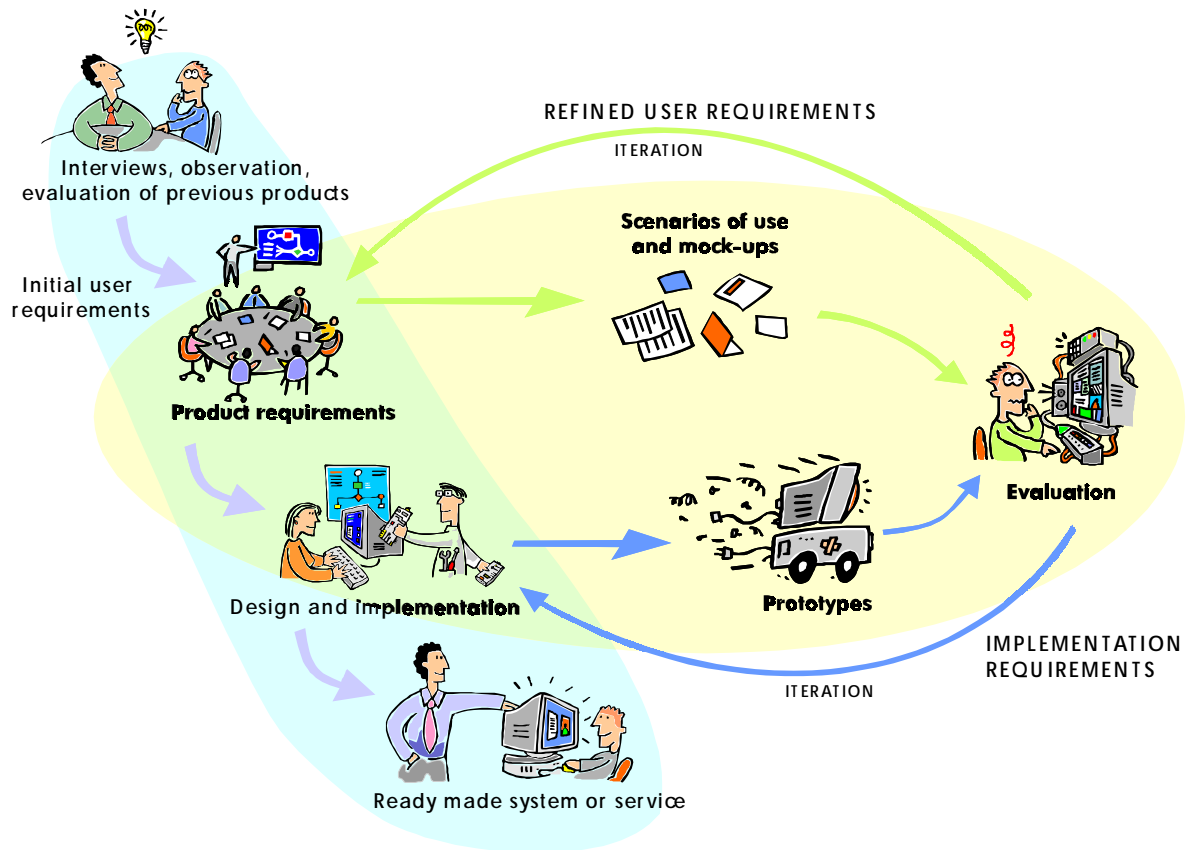 REFINED USER REQUIREMENTS
ITERATION
Interviews, observation,
evaluation of previous products
Scenarios of use
and mock-ups
Initial user
requirements
Product requirements
Evaluation
Design and implementation
Prototypes
IMPLEMENTATION
REQUIREMENTS
ITERATION
Ready made system or service